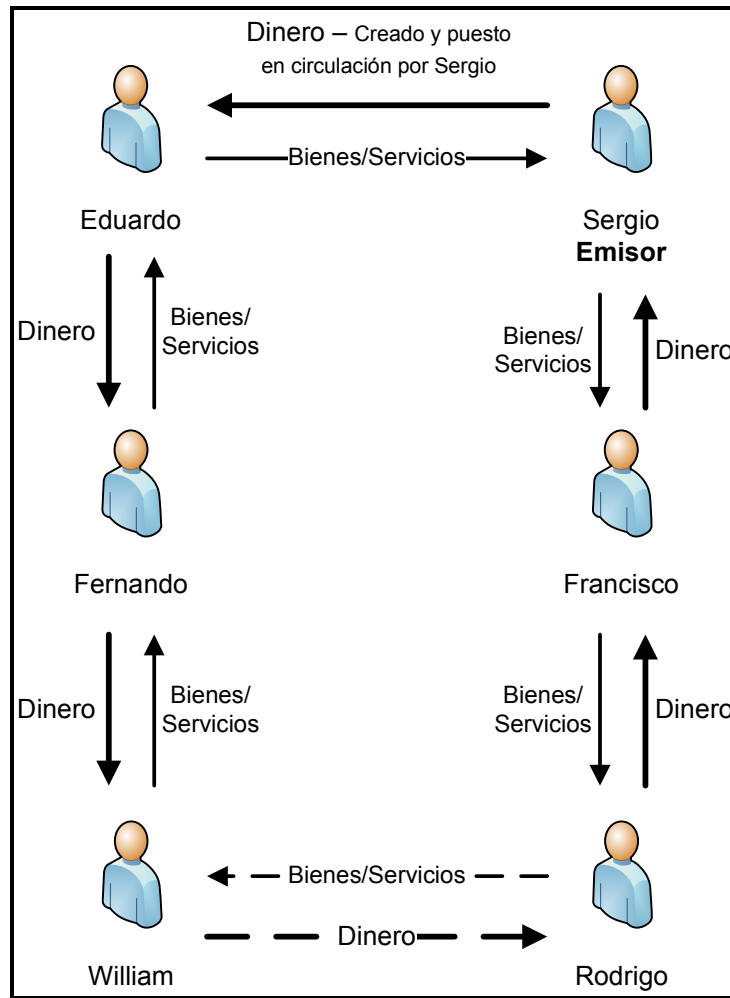 Dinero – Creado y puesto
en circulación por Sergio
Bienes/Servicios
Eduardo
Sergio
Emisor
Dinero
Bienes/
Servicios
Bienes/
Servicios
Dinero
Fernando
Francisco
Dinero
Bienes/
Servicios
Bienes/
Servicios
Dinero
Bienes/Servicios
Dinero
William
Rodrigo